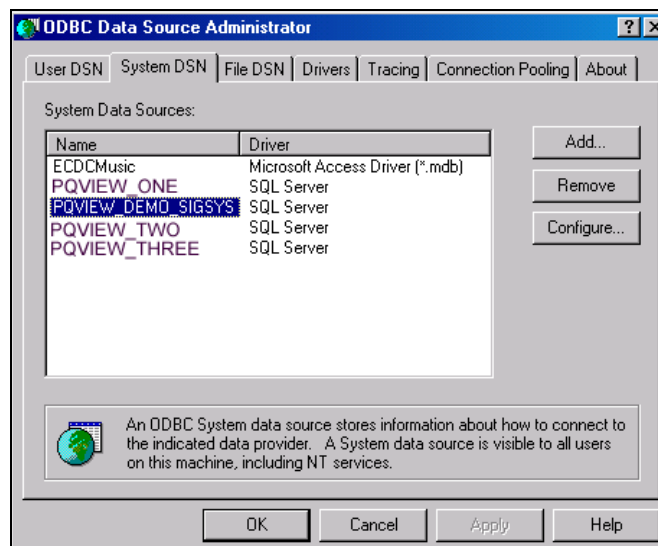 ODBC Data Source Administrator
User DSN System DSN File DSN Drivers Tracing Connection Pooling About
System Data Sources:
Name Driver
ECDCMusic Microsoft Access Driver (*.mdb)
PQVIEW_ONE SQL Server
PQVIEW_DEMO_SIGSYS SQL Server
PQVIEW_TWO SQL Server
PQVIEW_THREE SQL Server
Add...
Remove
Configure...
An ODBC System data source stores information about how to connect to
the indicated data provider. A System data source is visible to all users
on this machine, including NT services.
OK Cancel Apply Help